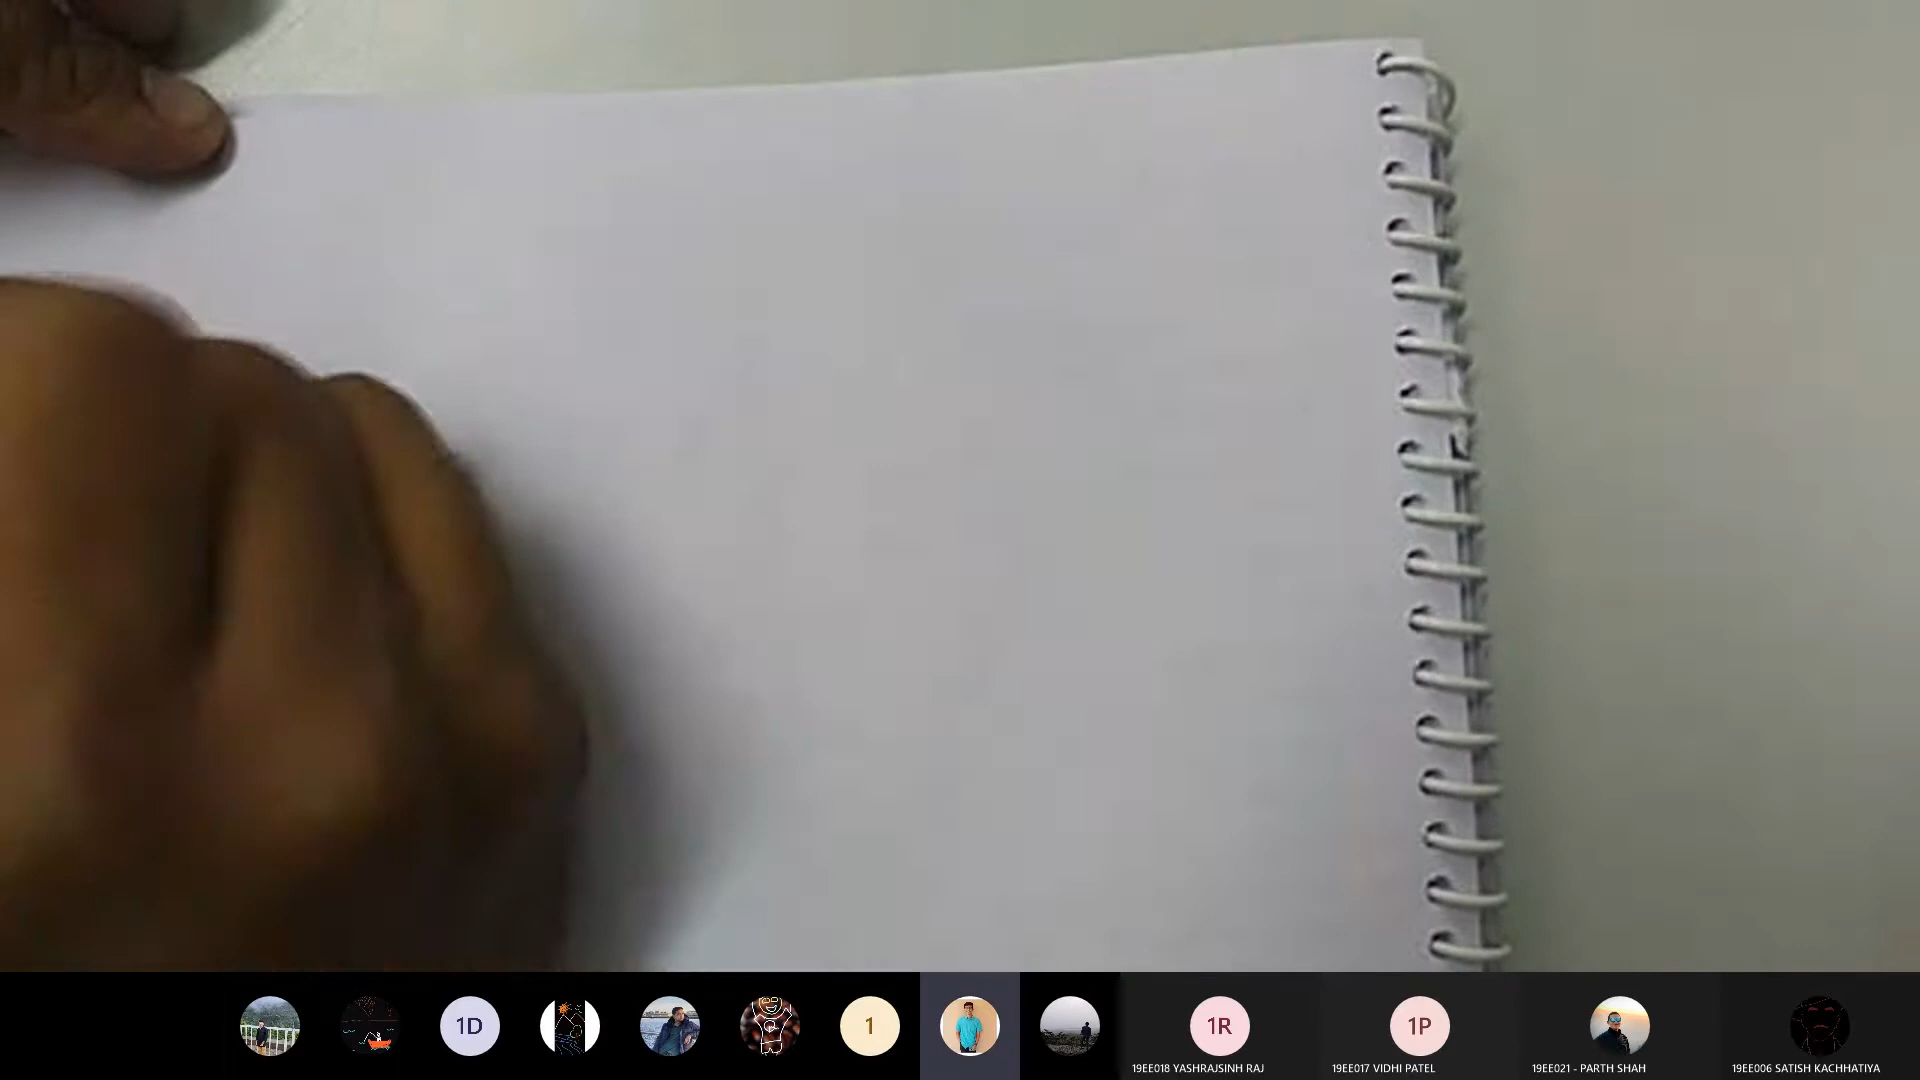 1D
1
1R
1P
19EE018 YASHRAJSINH RAJ
19EE017 VIDHI PATEL
19EE021 - PARTH SHAH
19EE006 SATISH KACHHATIYA